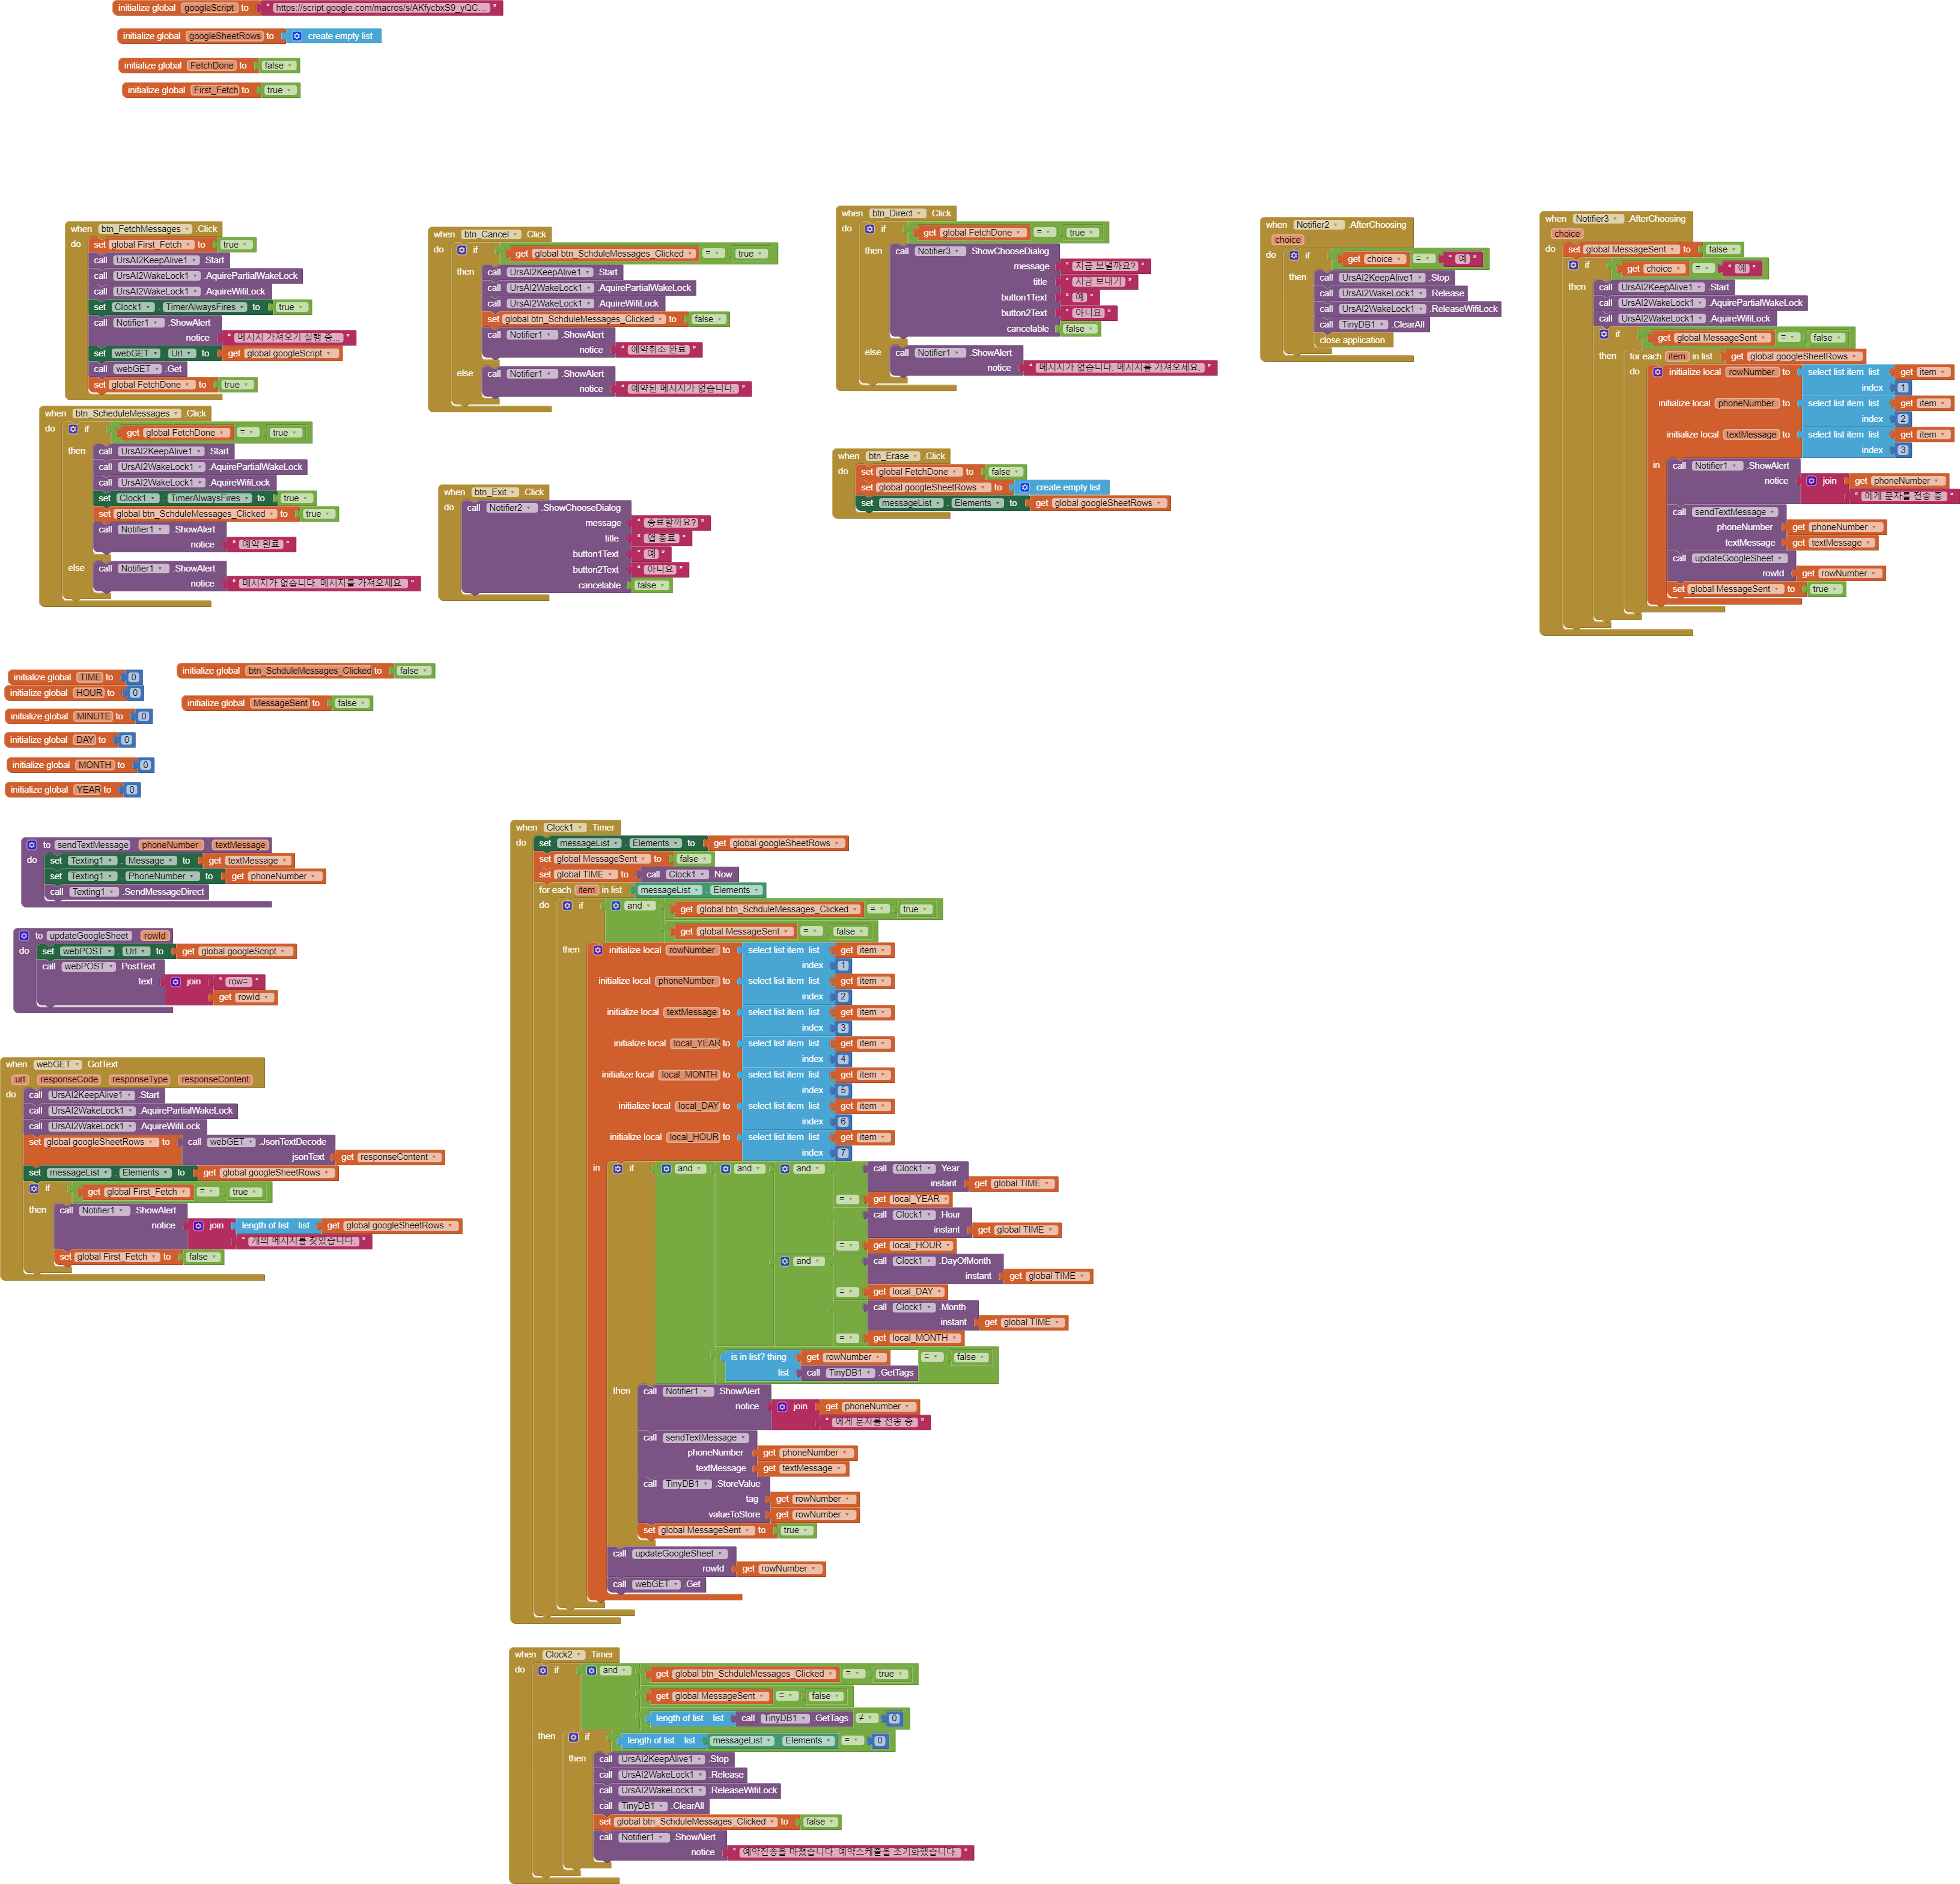 initialize global googleScript to " https://script.google.com/macros/s/AKfycbxS9_yQC... "
initialize global googleSheetRows to create empty list
initialize global FetchDone to false
initialize global First_Fetch to true
when btn_FetchMessages .Click
do set global First_Fetch to true
call UrsAI2KeepAlive1 .Start
call UrsAI2WakeLock1 .AquirePartialWakeLock
call UrsAI2WakeLock1 .AquireWifiLock
set Clock1 . TimerAlwaysFires to true
call Notifier1 .ShowAlert
notice " 메시지 가져오기 실행 중... "
set webGET . Url to get global googleScript
call webGET .Get
set global FetchDone to true
when btn_ScheduleMessages .Click
do if get global FetchDone = true
then call UrsAI2KeepAlive1 .Start
call UrsAI2WakeLock1 .AquirePartialWakeLock
call UrsAI2WakeLock1 .AquireWifiLock
set Clock1 . TimerAlwaysFires to true
set global btn_SchduleMessages_Clicked to true
call Notifier1 .ShowAlert
notice " 예약 완료 "
else call Notifier1 .ShowAlert
notice " 메시지가 없습니다. 메시지를 가져오세요. "
when btn_Cancel .Click
do if get global btn_SchduleMessages_Clicked = true
then call UrsAI2KeepAlive1 .Start
call UrsAI2WakeLock1 .AquirePartialWakeLock
call UrsAI2WakeLock1 .AquireWifiLock
set global btn_SchduleMessages_Clicked to false
call Notifier1 .ShowAlert
notice " 예약취소 완료 "
else call Notifier1 .ShowAlert
notice " 예약된 메시지가 없습니다. "
when btn_Exit .Click
do call Notifier2 .ShowChooseDialog
message " 종료할까요? "
title " 앱 종료 "
button1Text " 예 "
button2Text " 아니요 "
cancelable false
when btn_Direct .Click
do if get global FetchDone = true
then call Notifier3 .ShowChooseDialog
message " 지금 보낼까요? "
title " 지금 보내기 "
button1Text " 예 "
button2Text " 아니요 "
cancelable false
else call Notifier1 .ShowAlert
notice " 메시지가 없습니다. 메시지를 가져오세요. "
when btn_Erase .Click
do set global FetchDone to false
set global googleSheetRows to create empty list
set messageList . Elements to get global googleSheetRows
when Notifier2 .AfterChoosing
choice
do if get choice = " 예 "
then call UrsAI2KeepAlive1 .Stop
call UrsAI2WakeLock1 .Release
call UrsAI2WakeLock1 .ReleaseWifiLock
call TinyDB1 .ClearAll
close application
when Notifier3 .AfterChoosing
choice
do set global MessageSent to false
if get choice = " 예 "
then call UrsAI2KeepAlive1 .Start
call UrsAI2WakeLock1 .AquirePartialWakeLock
call UrsAI2WakeLock1 .AquireWifiLock
if get global MessageSent = false
then for each item in list get global googleSheetRows
do initialize local rowNumber to select list item list get item
index 1
initialize local phoneNumber to select list item list get item
index 2
initialize local textMessage to select list item list get item
index 3
in call Notifier1 .ShowAlert
notice join get phoneNumber
" 에게 문자를 전송 중 "
call sendTextMessage
phoneNumber get phoneNumber
textMessage get textMessage
call updateGoogleSheet
rowId get rowNumber
set global MessageSent to true
initialize global TIME to 0
initialize global HOUR to 0
initialize global MINUTE to 0
initialize global DAY to 0
initialize global MONTH to 0
initialize global YEAR to 0
initialize global btn_SchduleMessages_Clicked to false
initialize global MessageSent to false
to sendTextMessage phoneNumber textMessage
do set Texting1 . Message to get textMessage
set Texting1 . PhoneNumber to get phoneNumber
call Texting1 .SendMessageDirect
to updateGoogleSheet rowId
do set webPOST . Url to get global googleScript
call webPOST .PostText
text join " row= "
get rowId
when webGET .GotText
url responseCode responseType responseContent
do call UrsAI2KeepAlive1 .Start
call UrsAI2WakeLock1 .AquirePartialWakeLock
call UrsAI2WakeLock1 .AquireWifiLock
set global googleSheetRows to call webGET .JsonTextDecode
jsonText get responseContent
set messageList . Elements to get global googleSheetRows
if get global First_Fetch = true
then call Notifier1 .ShowAlert
notice join length of list list get global googleSheetRows
" 개의 메시지를 찾았습니다. "
set global First_Fetch to false
when Clock1 .Timer
do set messageList . Elements to get global googleSheetRows
set global MessageSent to false
set global TIME to call Clock1 .Now
for each item in list messageList . Elements
do if and get global btn_SchduleMessages_Clicked = true
get global MessageSent = false
then initialize local rowNumber to select list item list get item
index 1
initialize local phoneNumber to select list item list get item
index 2
initialize local textMessage to select list item list get item
index 3
initialize local local_YEAR to select list item list get item
index 4
initialize local local_MONTH to select list item list get item
index 5
initialize local local_DAY to select list item list get item
index 6
initialize local local_HOUR to select list item list get item
index 7
in if and and and call Clock1 .Year
instant get global TIME
= get local_YEAR
call Clock1 .Hour
instant get global TIME
= get local_HOUR
and call Clock1 .DayOfMonth
instant get global TIME
= get local_DAY
call Clock1 .Month
instant get global TIME
= get local_MONTH
is in list? thing get rowNumber = false
list call TinyDB1 .GetTags
then call Notifier1 .ShowAlert
notice join get phoneNumber
" 에게 문자를 전송 중 "
call sendTextMessage
phoneNumber get phoneNumber
textMessage get textMessage
call TinyDB1 .StoreValue
tag get rowNumber
valueToStore get rowNumber
set global MessageSent to true
call updateGoogleSheet
rowId get rowNumber
call webGET .Get
when Clock2 .Timer
do if and get global btn_SchduleMessages_Clicked = true
get global MessageSent = false
length of list list call TinyDB1 .GetTags ≠ 0
then if length of list list messageList . Elements = 0
then call UrsAI2KeepAlive1 .Stop
call UrsAI2WakeLock1 .Release
call UrsAI2WakeLock1 .ReleaseWifiLock
call TinyDB1 .ClearAll
set global btn_SchduleMessages_Clicked to false
call Notifier1 .ShowAlert
notice " 예약전송을 마쳤습니다. 예약스케줄을 초기화했습니다. "